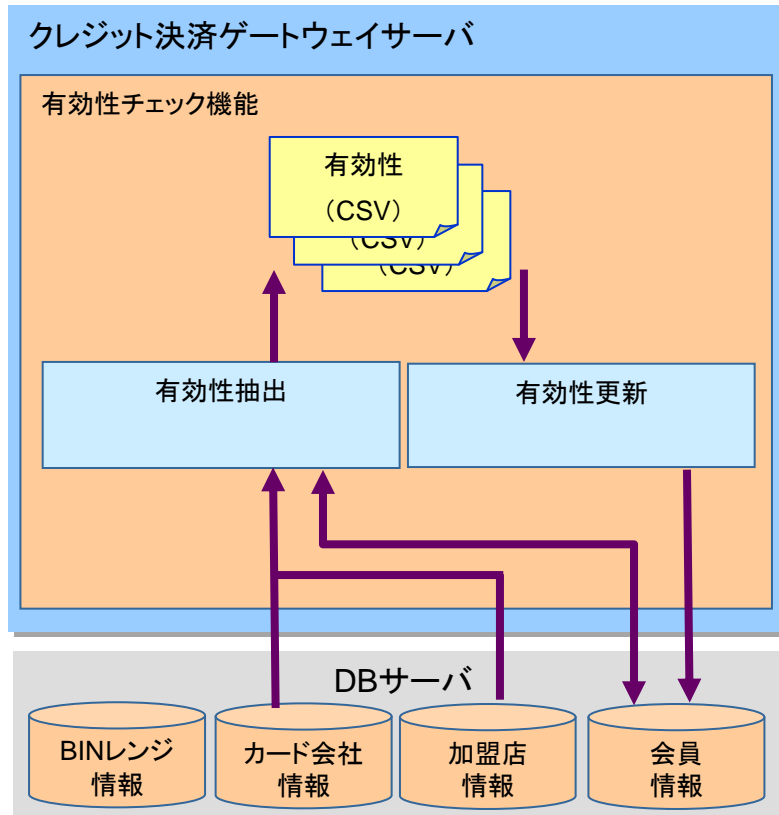 クレジット決済ゲートウェイサーバ
有効性チェック機能
有効性
（CSV）
（CSV）
（CSV）
有効性抽出
有効性更新
DBサーバ
BINレンジ
情報
カード会社
情報
加盟店
情報
会員
情報